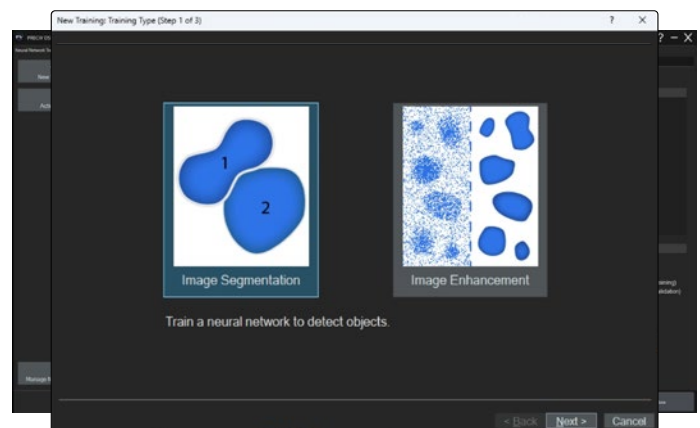 New Training: Training Type (Step 1 of 3)
? ×
? – X
New
1
2
Image Segmentation
Image Enhancement
Train a neural network to detect objects.
< Back
Next >
Cancel